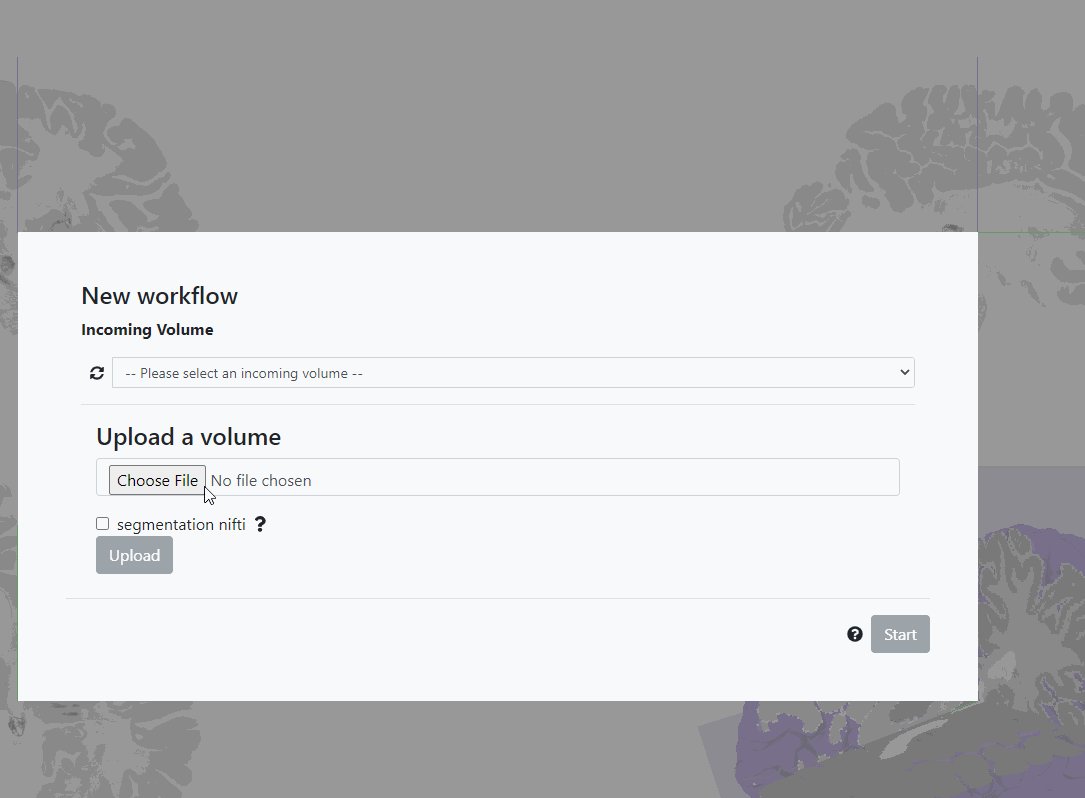 New workflow
Incoming Volume
-- Please select an incoming volume --
Upload a volume
Choose File No file chosen
segmentation nifti ?
Upload
? Start